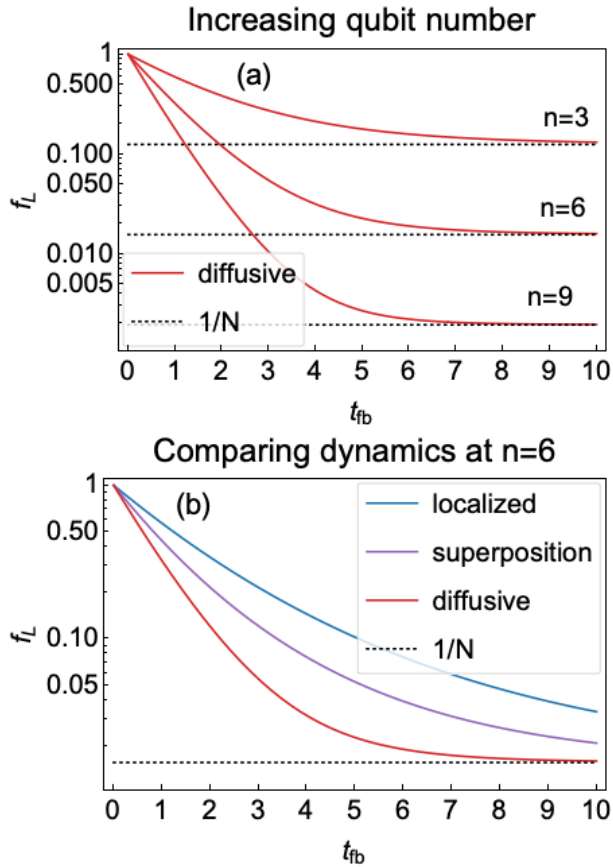 Increasing qubit number
(a)
1
0.500
0.100
0.050
0.010
0.005
f_L
n=3
n=6
n=9
diffusive
1/N
0 1 2 3 4 5 6 7 8 9 10
t_fb
Comparing dynamics at n=6
(b)
1
0.50
0.10
0.05
f_L
localized
superposition
diffusive
1/N
0 1 2 3 4 5 6 7 8 9 10
t_fb